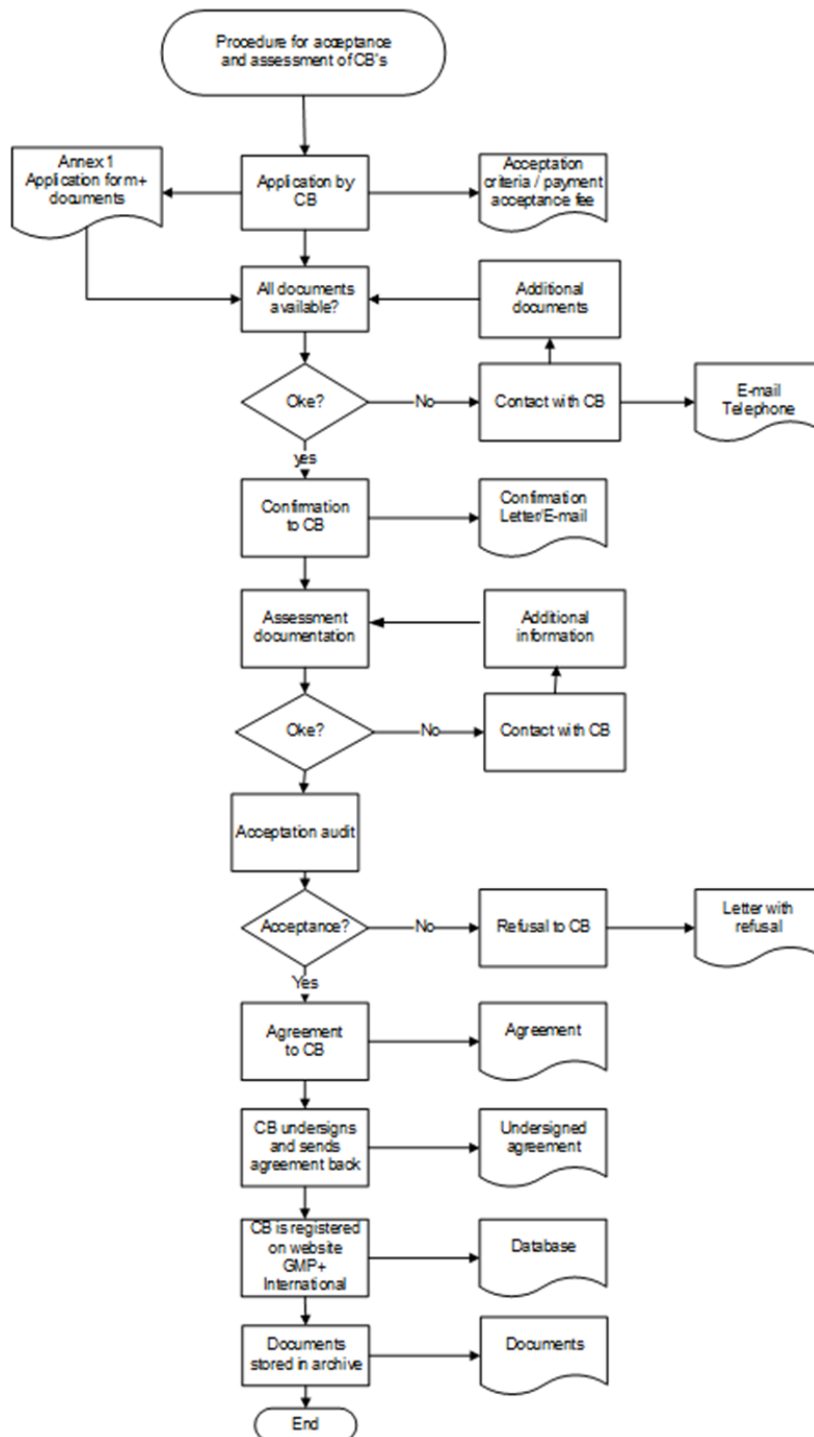 Procedure for acceptance
and assessment of CB's
Annex 1
Application form+
documents
Application by
CB
Acceptation
criteria / payment
acceptance fee
All documents
available?
Additional
documents
Oke?
No
Contact with CB
E-mail
Telephone
yes
Confirmation
to CB
Confirmation
Letter/E-mail
Assessment
documentation
Additional
information
Oke?
No
Contact with CB
Acceptation audit
Acceptance?
No
Refusal to CB
Letter with
refusal
Yes
Agreement
to CB
Agreement
CB undersigns
and sends
agreement back
Undersigned
agreement
CB is registered
on website
GMP+
International
Database
Documents
stored in archive
Documents
End